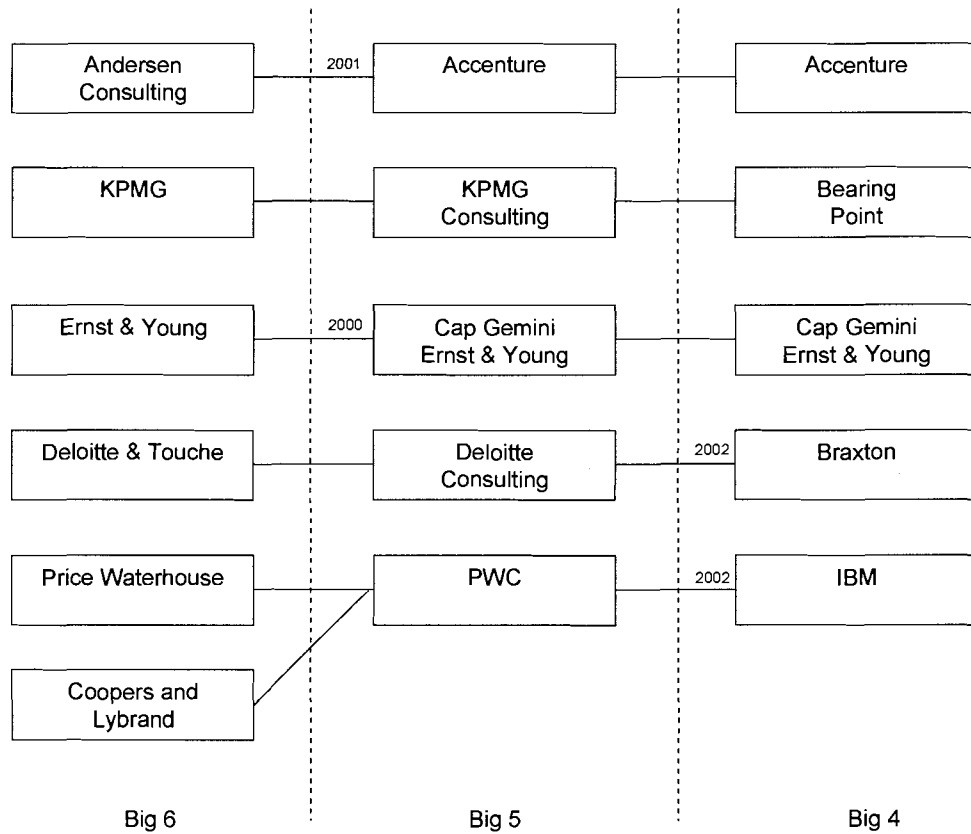 Andersen
Consulting
2001
Accenture
Accenture
KPMG
KPMG
Consulting
Bearing
Point
Ernst & Young
2000
Cap Gemini
Ernst & Young
Cap Gemini
Ernst & Young
Deloitte & Touche
Deloitte
Consulting
2002
Braxton
Price Waterhouse
PWC
2002
IBM
Coopers and
Lybrand
Big 6
Big 5
Big 4